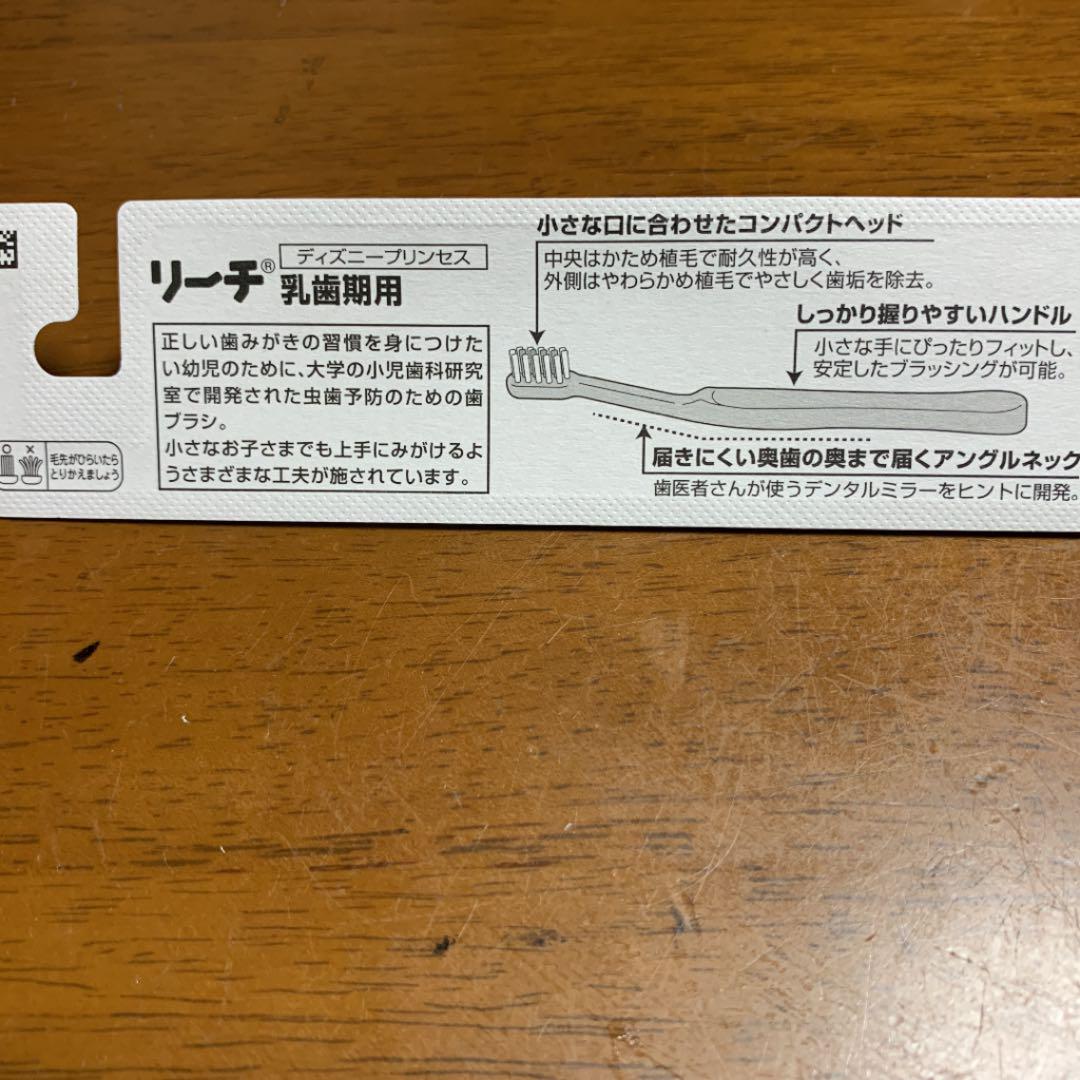 リーチ®
ディズニープリンセス
乳歯期用
正しい歯みがきの習慣を身につけた
い幼児のために、大学の小児歯科研究
室で開発された虫歯予防のための歯
ブラシ。
小さなお子さまでも上手にみがけるよ
うさまざまな工夫が施されています。
毛先がひらいたら
とりかえましょう
小さな口に合わせたコンパクトヘッド
中央はかため植毛で耐久性が高く、
外側はやわらかめ植毛でやさしく歯垢を除去。
しっかり握りやすいハンドル
小さな手にぴったりフィットし、
安定したブラッシングが可能。
届きにくい奥歯の奥まで届くアングルネック
歯医者さんが使うデンタルミラーをヒントに開発。